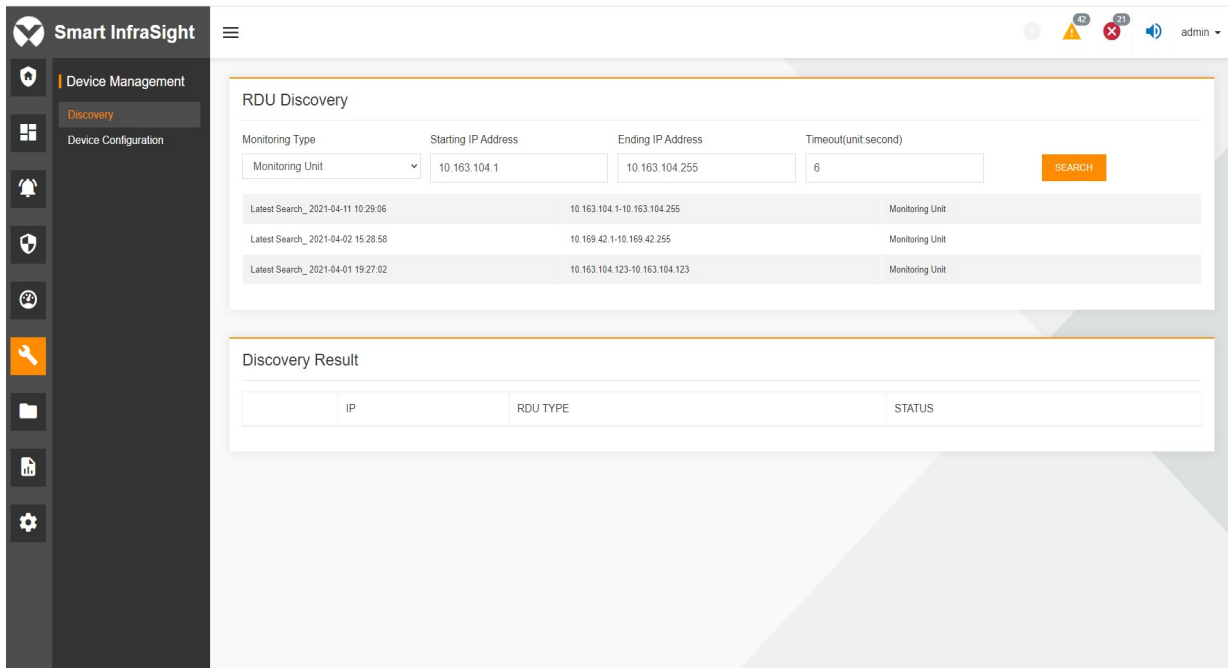 Smart InfraSight
42
21
admin
Device Management
Discovery
Device Configuration
RDU Discovery
Monitoring Type Starting IP Address Ending IP Address Timeout(unit:second)
Monitoring Unit 10.163.104.1 10.163.104.255 6 SEARCH
Latest Search_ 2021-04-11 10:29:06 10.163.104.1-10.163.104.255 Monitoring Unit
Latest Search_ 2021-04-02 15:28:58 10.169.42.1-10.169.42.255 Monitoring Unit
Latest Search_ 2021-04-01 19:27:02 10.163.104.123-10.163.104.123 Monitoring Unit
Discovery Result
IP RDU TYPE STATUS